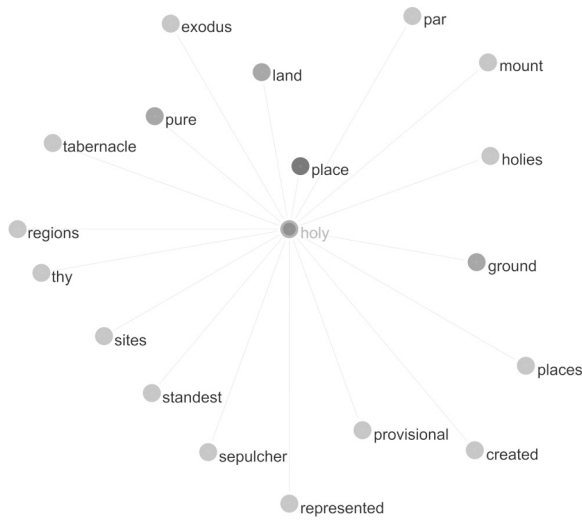 exodus
par
mount
land
pure
tabernacle
holies
place
regions
holy
thy
ground
sites
places
standest
provisional
sepulcher
created
represented